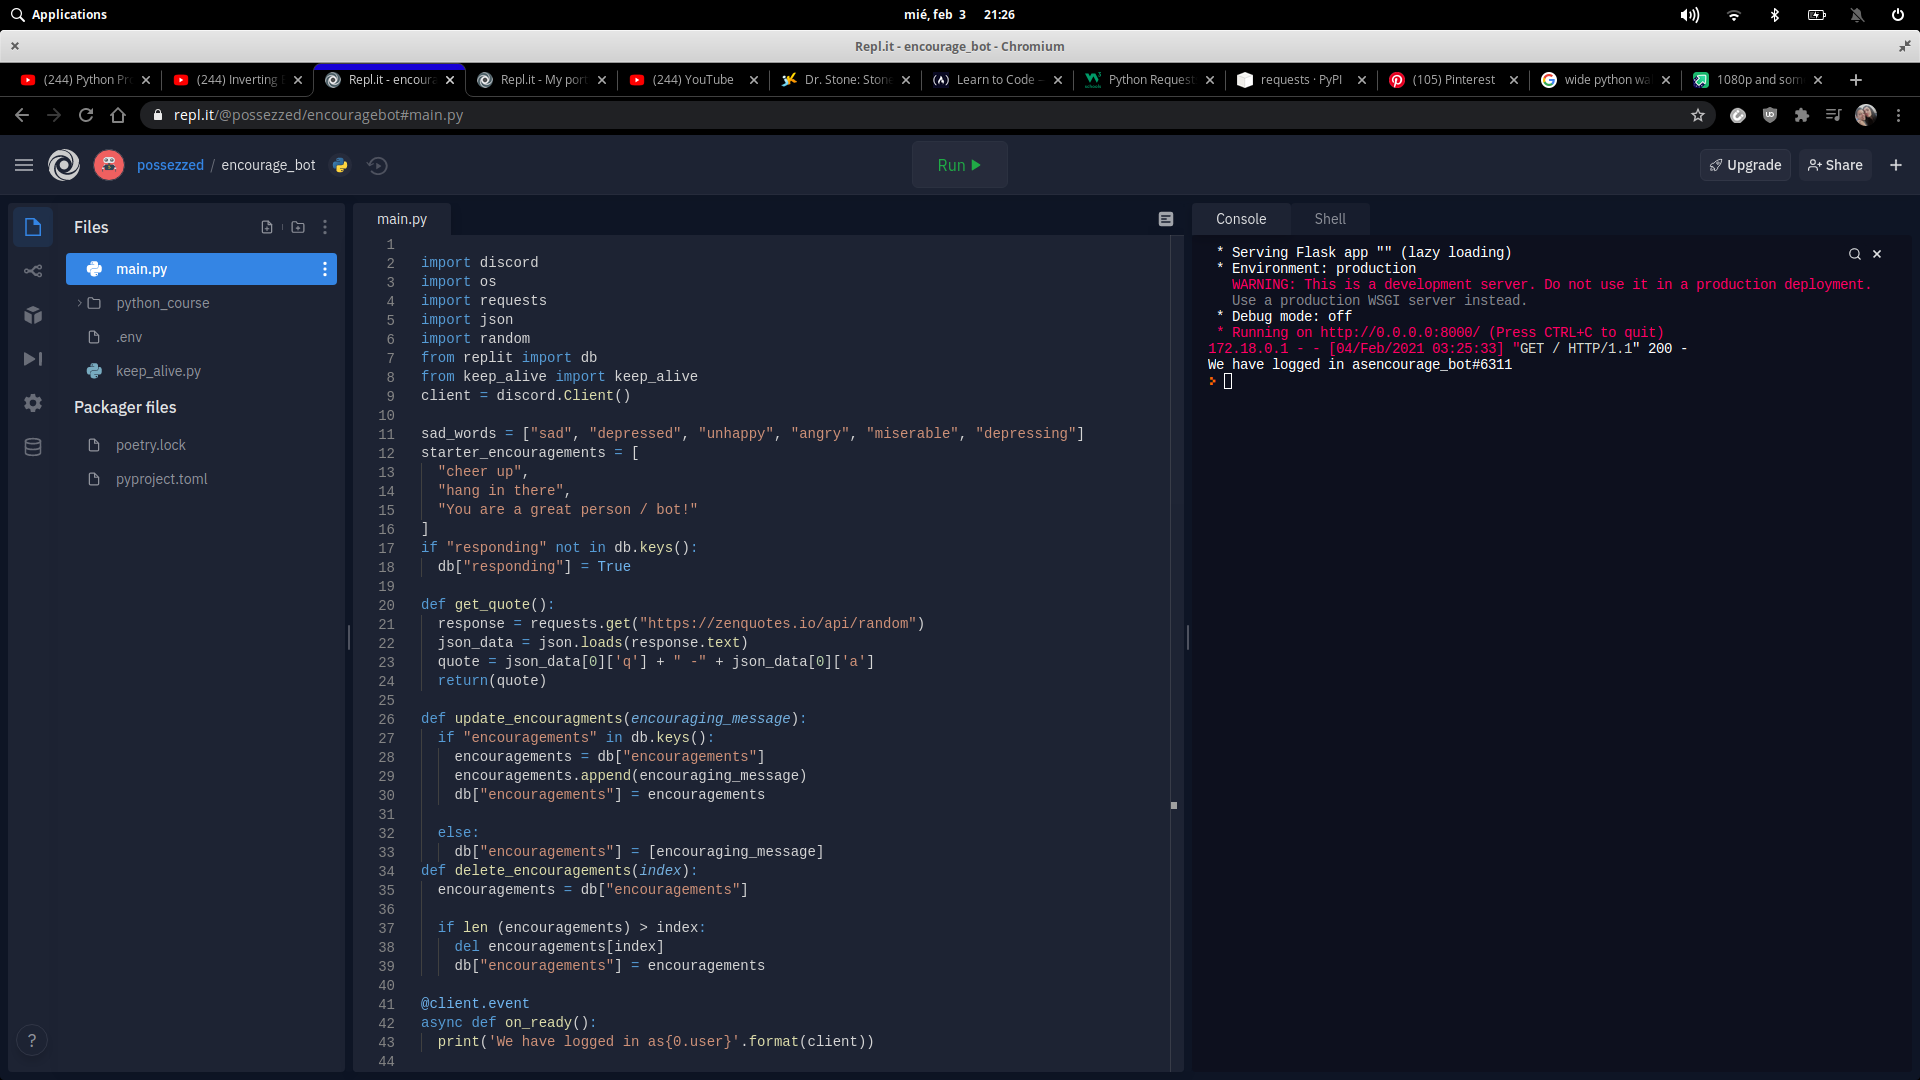 Applications
mié, feb 3 21:26
Repl.it - encourage_bot - Chromium
(244) Python Pr
(244) Inverting
Repl.it - encour
Repl.it - My por
(244) YouTube
Dr. Stone: Stone
Learn to Code
Python Request
requests · PyPI
(105) Pinterest
wide python wa
1080p and som
repl.it/@possezzed/encouragebot#main.py
possezzed / encourage_bot
Run
Upgrade
Share
Files
main.py
python_course
.env
keep_alive.py
Packager files
poetry.lock
pyproject.toml
?
main.py
1
2 import discord
3 import os
4 import requests
5 import json
6 import random
7 from replit import db
8 from keep_alive import keep_alive
9 client = discord.Client()
10
11 sad_words = ["sad", "depressed", "unhappy", "angry", "miserable", "depressing"]
12 starter_encouragements = [
13 "cheer up",
14 "hang in there",
15 "You are a great person / bot!"
16 ]
17 if "responding" not in db.keys():
18 db["responding"] = True
19
20 def get_quote():
21 response = requests.get("https://zenquotes.io/api/random")
22 json_data = json.loads(response.text)
23 quote = json_data[0]['q'] + " -" + json_data[0]['a']
24 return(quote)
25
26 def update_encouragments(encouraging_message):
27 if "encouragements" in db.keys():
28 encouragements = db["encouragements"]
29 encouragements.append(encouraging_message)
30 db["encouragements"] = encouragements
31
32 else:
33 db["encouragements"] = [encouraging_message]
34 def delete_encouragements(index):
35 encouragements = db["encouragements"]
36
37 if len (encouragements) > index:
38 del encouragements[index]
39 db["encouragements"] = encouragements
40
41 @client.event
42 async def on_ready():
43 print('We have logged in as{0.user}'.format(client))
44
Console
Shell
* Serving Flask app "" (lazy loading)
* Environment: production
WARNING: This is a development server. Do not use it in a production deployment.
Use a production WSGI server instead.
* Debug mode: off
* Running on http://0.0.0.0:8000/ (Press CTRL+C to quit)
172.18.0.1 - - [04/Feb/2021 03:25:33] "GET / HTTP/1.1" 200 -
We have logged in asencourage_bot#6311